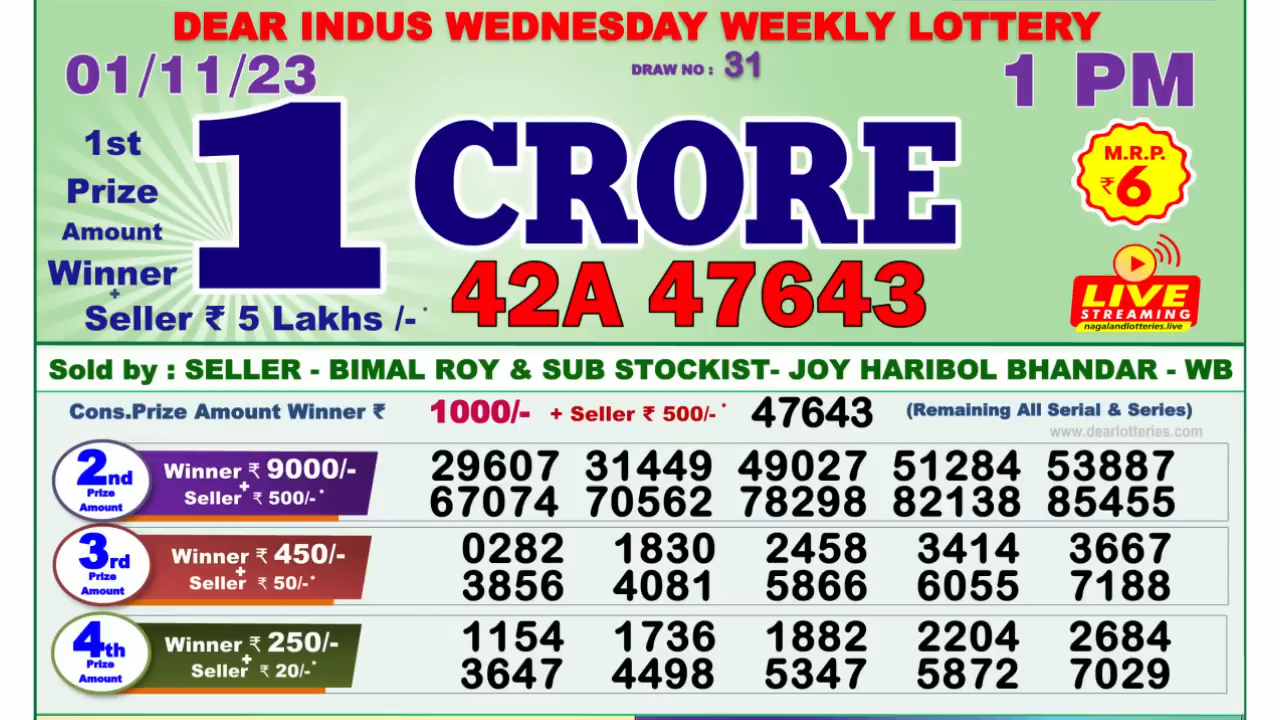 DEAR INDUS WEDNESDAY WEEKLY LOTTERY
01/11/23 DRAW NO : 31 1 PM
1st
Prize
Amount
Winner
+
Seller ₹ 5 Lakhs /-*
1 CRORE
42A 47643
M.R.P.
₹6
LIVE
STREAMING
nagalandlotteries.live
Sold by : SELLER - BIMAL ROY & SUB STOCKIST- JOY HARIBOL BHANDAR - WB
Cons.Prize Amount Winner ₹ 1000/- + Seller ₹ 500/-* 47643 (Remaining All Serial & Series)
www.dearlotteries.com
2nd Prize Amount
Winner ₹ 9000/-
+
Seller ₹ 500/-*
29607 31449 49027 51284 53887
67074 70562 78298 82138 85455
3rd Prize Amount
Winner ₹ 450/-
+
Seller ₹ 50/-*
0282 1830 2458 3414 3667
3856 4081 5866 6055 7188
4th Prize Amount
Winner ₹ 250/-
+
Seller ₹ 20/-*
1154 1736 1882 2204 2684
3647 4498 5347 5872 7029